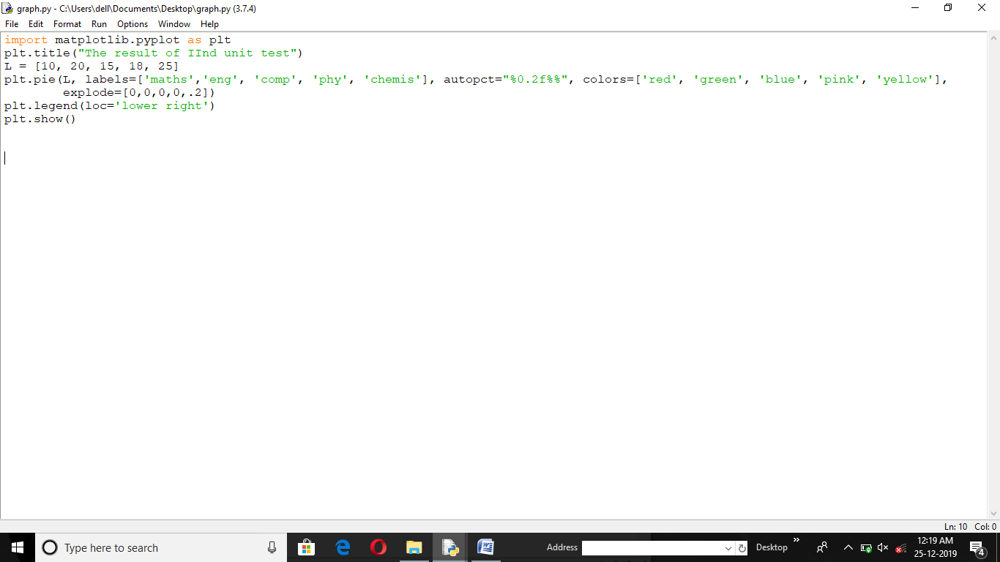 graph.py - C:\Users\dell\Documents\Desktop\graph.py (3.7.4)
File Edit Format Run Options Window Help
import matplotlib.pyplot as plt
plt.title("The result of IInd unit test")
L = [10, 20, 15, 18, 25]
plt.pie(L, labels=['maths','eng', 'comp', 'phy', 'chemis'], autopct="%0.2f%%", colors=['red', 'green', 'blue', 'pink', 'yellow'],
        explode=[0,0,0,0,.2])
plt.legend(loc='lower right')
plt.show()
Ln: 10 Col: 0
Type here to search
Address
Desktop
12:19 AM
25-12-2019
4